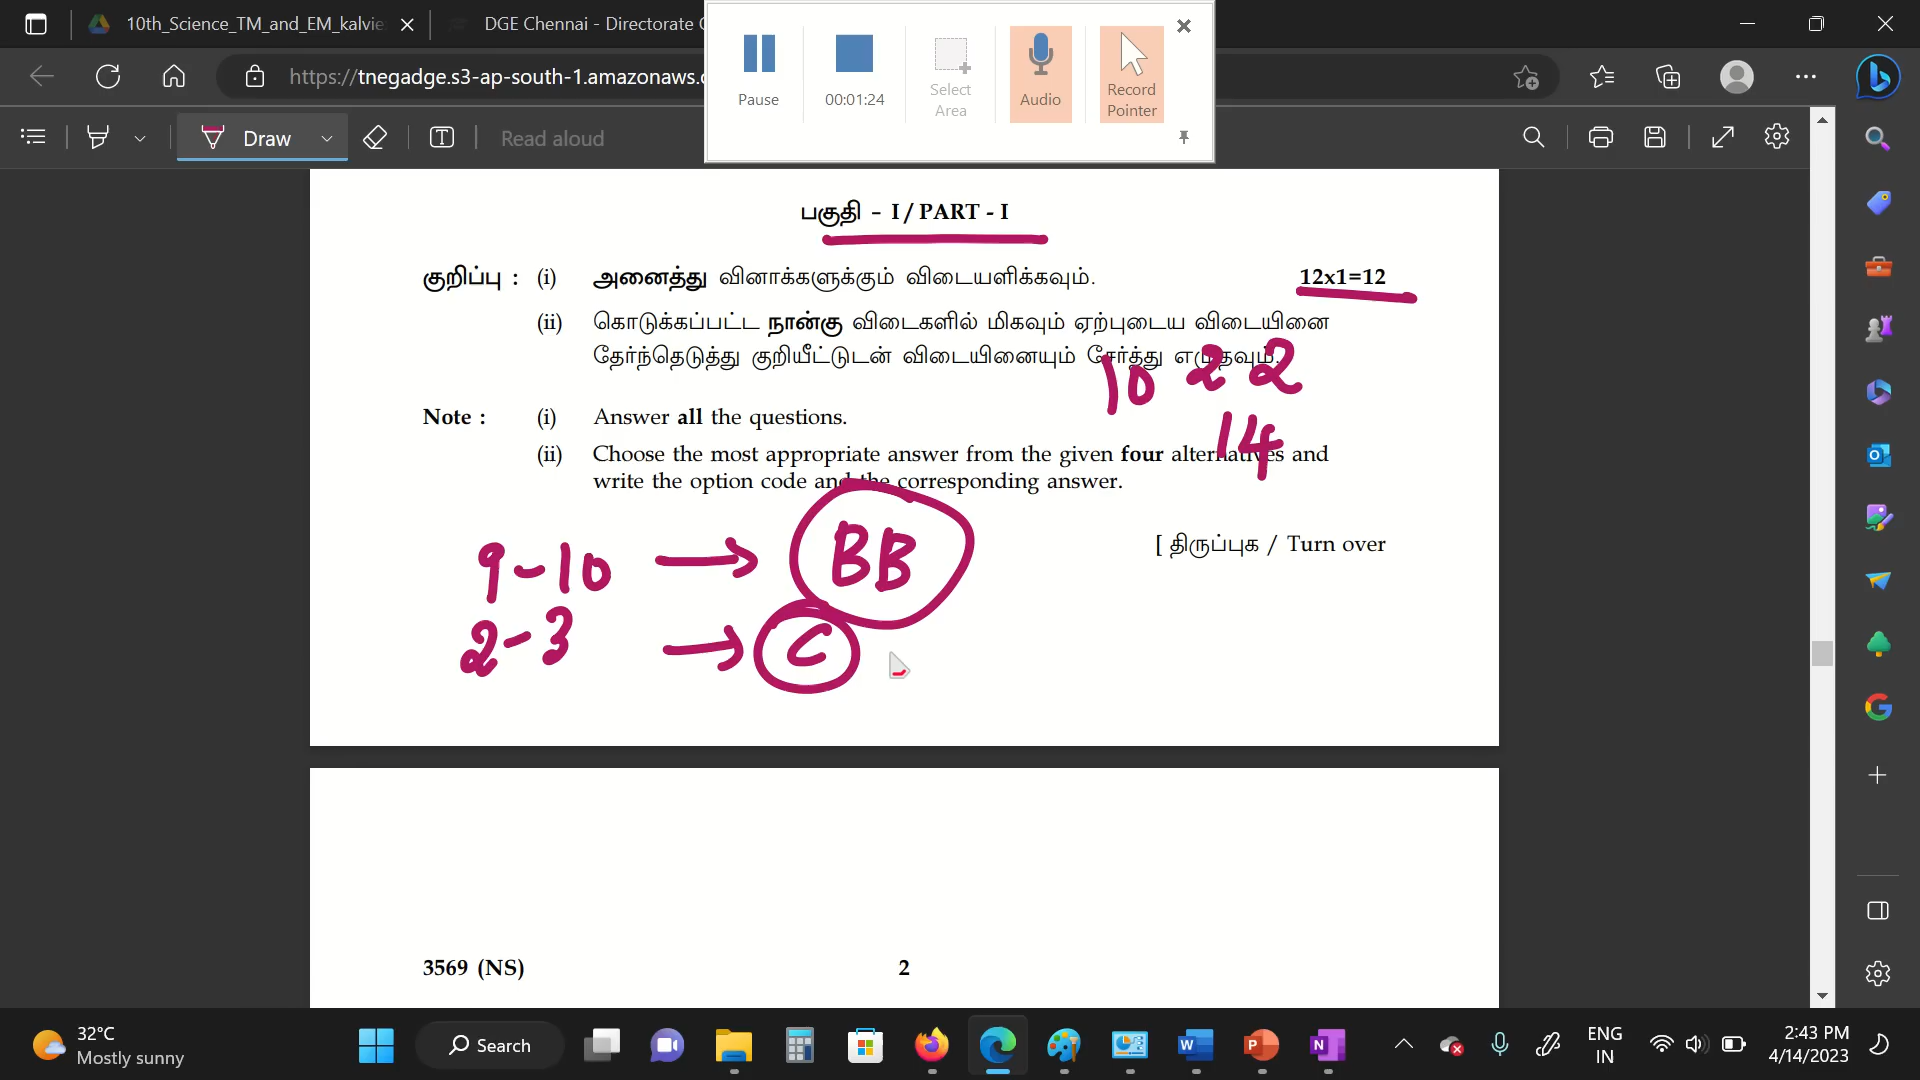 10th_Science_TM_and_EM_kalvie
DGE Chennai - Directorate
https://tnegadge.s3-ap-south-1.amazonaws.
Pause
00:01:24
Select
Area
Audio
Record
Pointer
Draw
Read aloud
பகுதி - I / PART - I
குறிப்பு : (i) அனைத்து வினாக்களுக்கும் விடையளிக்கவும். 12x1=12
(ii) கொடுக்கப்பட்ட நான்கு விடைகளில் மிகவும் ஏற்புடைய விடையினை
தேர்ந்தெடுத்து குறியீட்டுடன் விடையினையும் சேர்த்து எழுதவும்.
10 2 2
14
Note : (i) Answer all the questions.
(ii) Choose the most appropriate answer from the given four alternatives and
write the option code and the corresponding answer.
[ திருப்புக / Turn over
9-10 → BB
2-3 → C
3569 (NS) 2
32°C
Mostly sunny
Search
ENG
IN
2:43 PM
4/14/2023